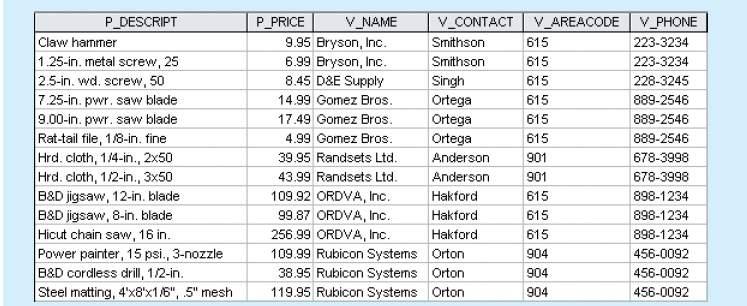 P_DESCRIPT P_PRICE V_NAME V_CONTACT V_AREACODE V_PHONE
Claw hammer 9.95 Bryson, Inc. Smithson 615 223-3234
1.25-in. metal screw, 25 6.99 Bryson, Inc. Smithson 615 223-3234
2.5-in. wd. screw, 50 8.45 D&E Supply Singh 615 228-3245
7.25-in. pwr. saw blade 14.99 Gomez Bros. Ortega 615 889-2546
9.00-in. pwr. saw blade 17.49 Gomez Bros. Ortega 615 889-2546
Rat-tail file, 1/8-in. fine 4.99 Gomez Bros. Ortega 615 889-2546
Hrd. cloth, 1/4-in., 2x50 39.95 Randsets Ltd. Anderson 901 678-3998
Hrd. cloth, 1/2-in., 3x50 43.99 Randsets Ltd. Anderson 901 678-3998
B&D jigsaw, 12-in. blade 109.92 ORDVA, Inc. Hakford 615 898-1234
B&D jigsaw, 8-in. blade 99.87 ORDVA, Inc. Hakford 615 898-1234
Hicut chain saw, 16 in. 256.99 ORDVA, Inc. Hakford 615 898-1234
Power painter, 15 psi., 3-nozzle 109.99 Rubicon Systems Orton 904 456-0092
B&D cordless drill, 1/2-in. 38.95 Rubicon Systems Orton 904 456-0092
Steel matting, 4'x8'x1/6", .5" mesh 119.95 Rubicon Systems Orton 904 456-0092